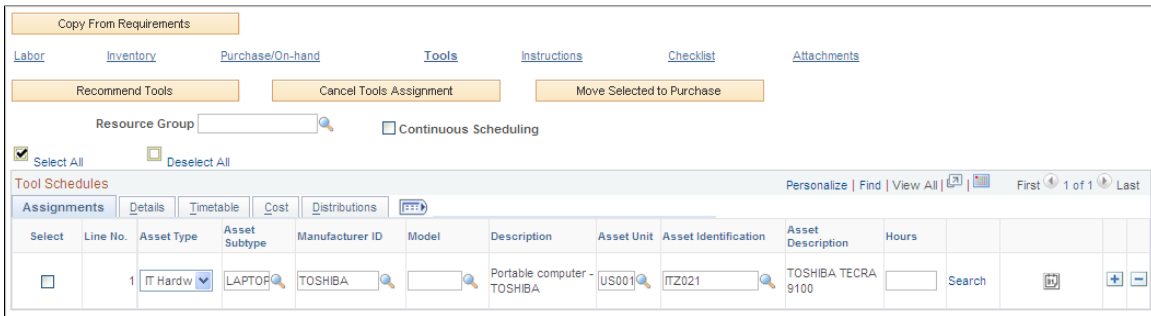 Copy From Requirements
Labor Inventory Purchase/On-hand Tools Instructions Checklist Attachments
Recommend Tools Cancel Tools Assignment Move Selected to Purchase
Resource Group Continuous Scheduling
Select All Deselect All
Tool Schedules Personalize | Find | View All | | First 1 of 1 Last
Assignments Details Timetable Cost Distributions
Select Line No. Asset Type Asset Subtype Manufacturer ID Model Description Asset Unit Asset Identification Asset Description Hours
1 IT Hardw LAPTOP TOSHIBA Portable computer - TOSHIBA US001 ITZ021 TOSHIBA TECRA 9100 Search